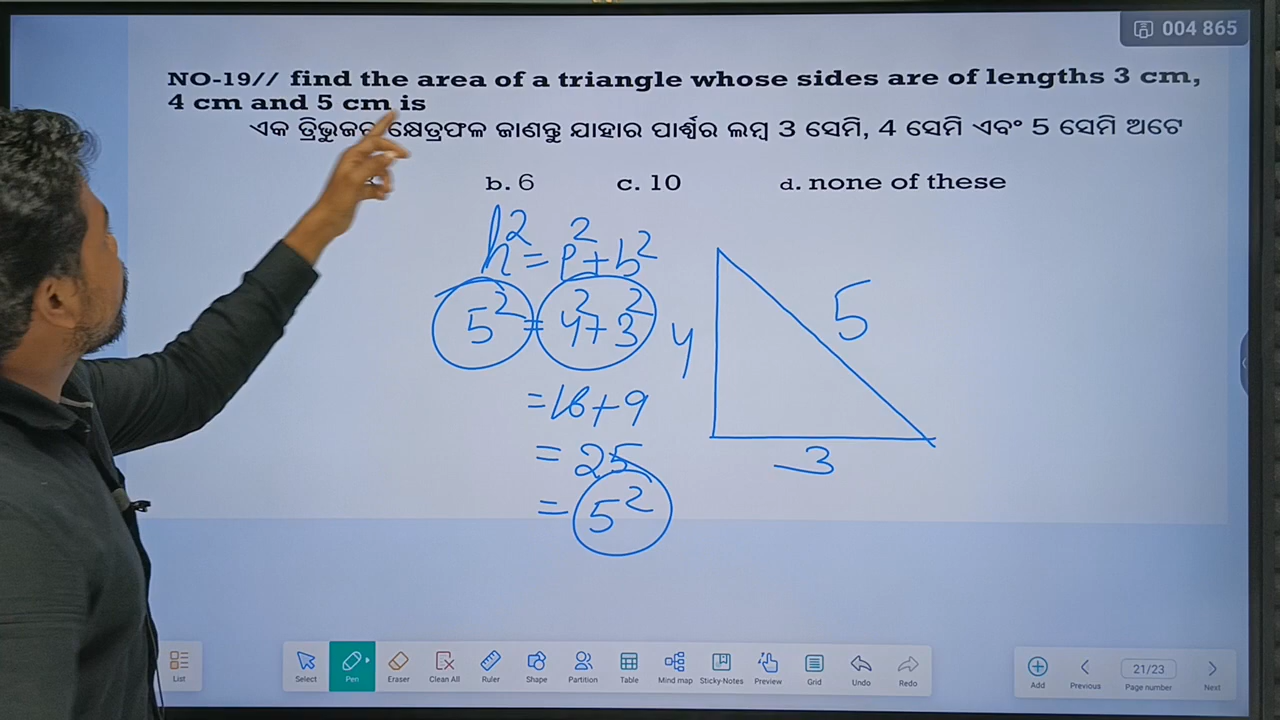 004 865
NO-19// find the area of a triangle whose sides are of lengths 3 cm,
4 cm and 5 cm is
ଏକ ତ୍ରିଭୁଜର କ୍ଷେତ୍ରଫଳ ଜାଣନ୍ତୁ ଯାହାର ପାର୍ଶ୍ୱର ଲମ୍ବ 3 ସେମି, 4 ସେମି ଏବଂ 5 ସେମି ଅଟେ
b. 6 c. 10 d. none of these
h² = p² + b²
5² = 4² + 3²
= 16 + 9
= 25
= 5²
4
5
3
List Select Pen Eraser Clean All Ruler Shape Partition Table Mind map Sticky-Notes Preview Grid Undo Redo Add Previous 21/23 Page number Next